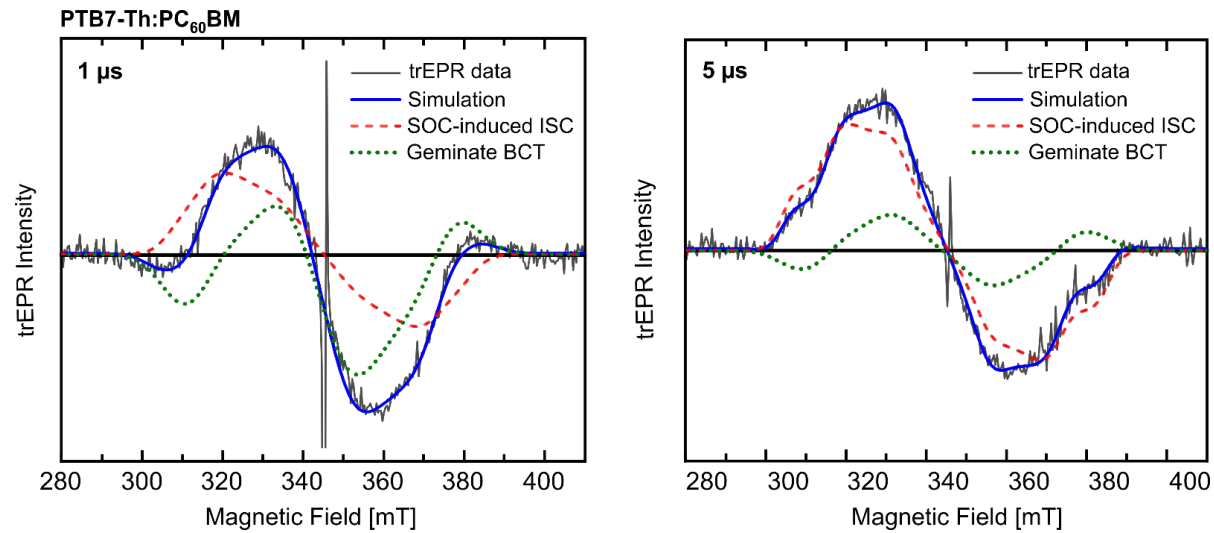 PTB7-Th:PC₆₀BM
1 µs
trEPR data
Simulation
SOC-induced ISC
Geminate BCT
trEPR Intensity
280 300 320 340 360 380 400
Magnetic Field [mT]
5 µs
trEPR data
Simulation
SOC-induced ISC
Geminate BCT
trEPR Intensity
280 300 320 340 360 380 400
Magnetic Field [mT]